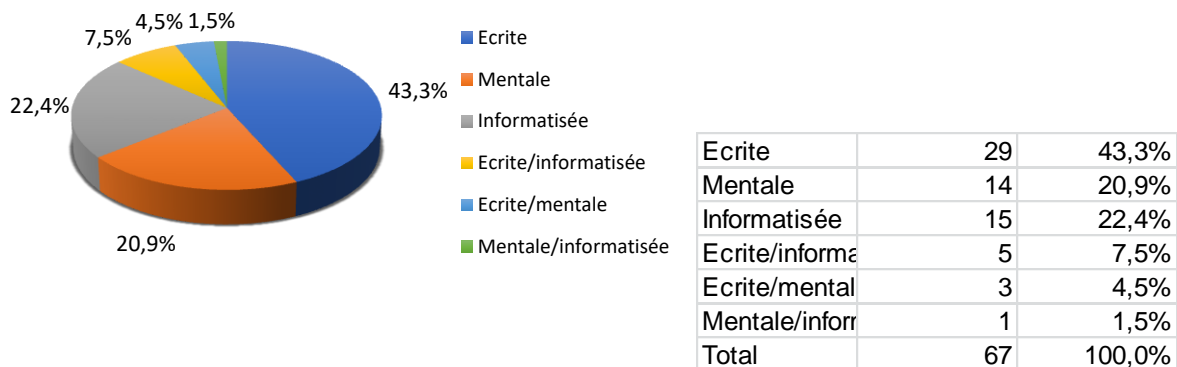 4,5% 1,5%
7,5%
43,3%
22,4%
20,9%
Ecrite
Mentale
Informatisée
Ecrite/informatisée
Ecrite/mentale
Mentale/informatisée
Ecrite 29 43,3%
Mentale 14 20,9%
Informatisée 15 22,4%
Ecrite/informa 5 7,5%
Ecrite/mental 3 4,5%
Mentale/inforr 1 1,5%
Total 67 100,0%